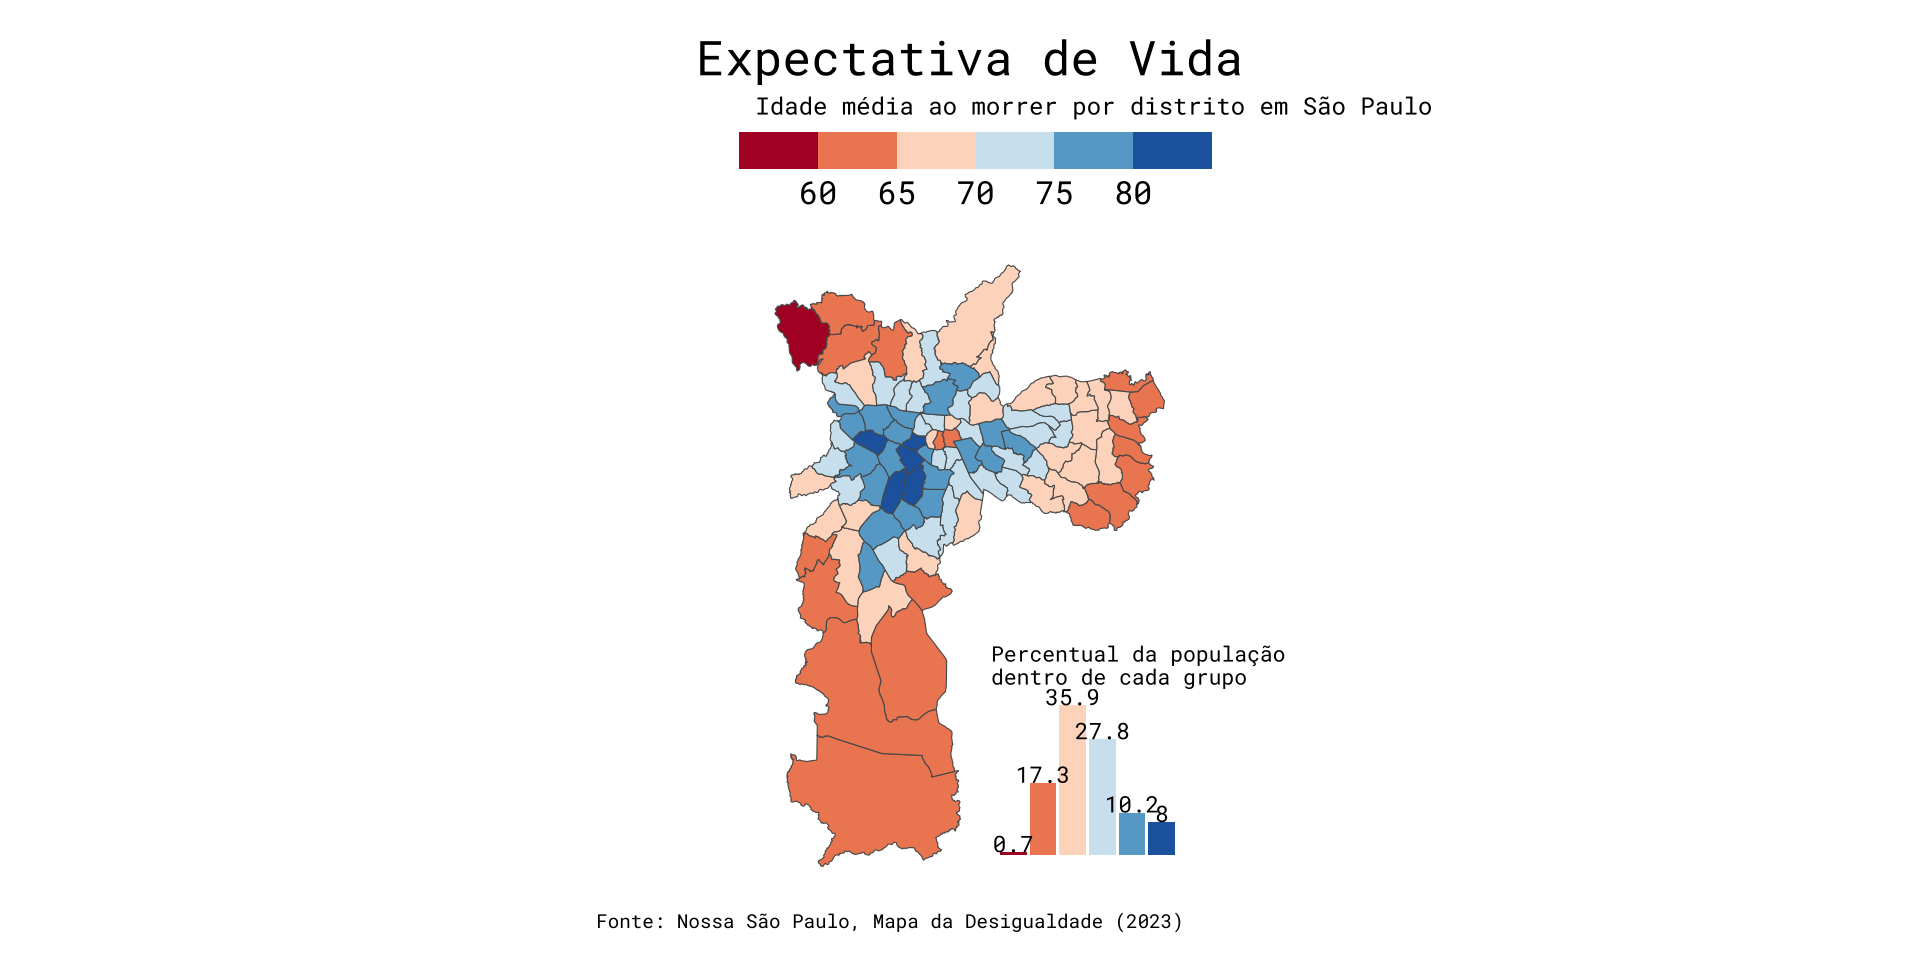 Expectativa de Vida
Idade média ao morrer por distrito em São Paulo
60 65 70 75 80
Percentual da população
dentro de cada grupo
35.9
27.8
17.3
10.2
8
0.7
Fonte: Nossa São Paulo, Mapa da Desigualdade (2023)